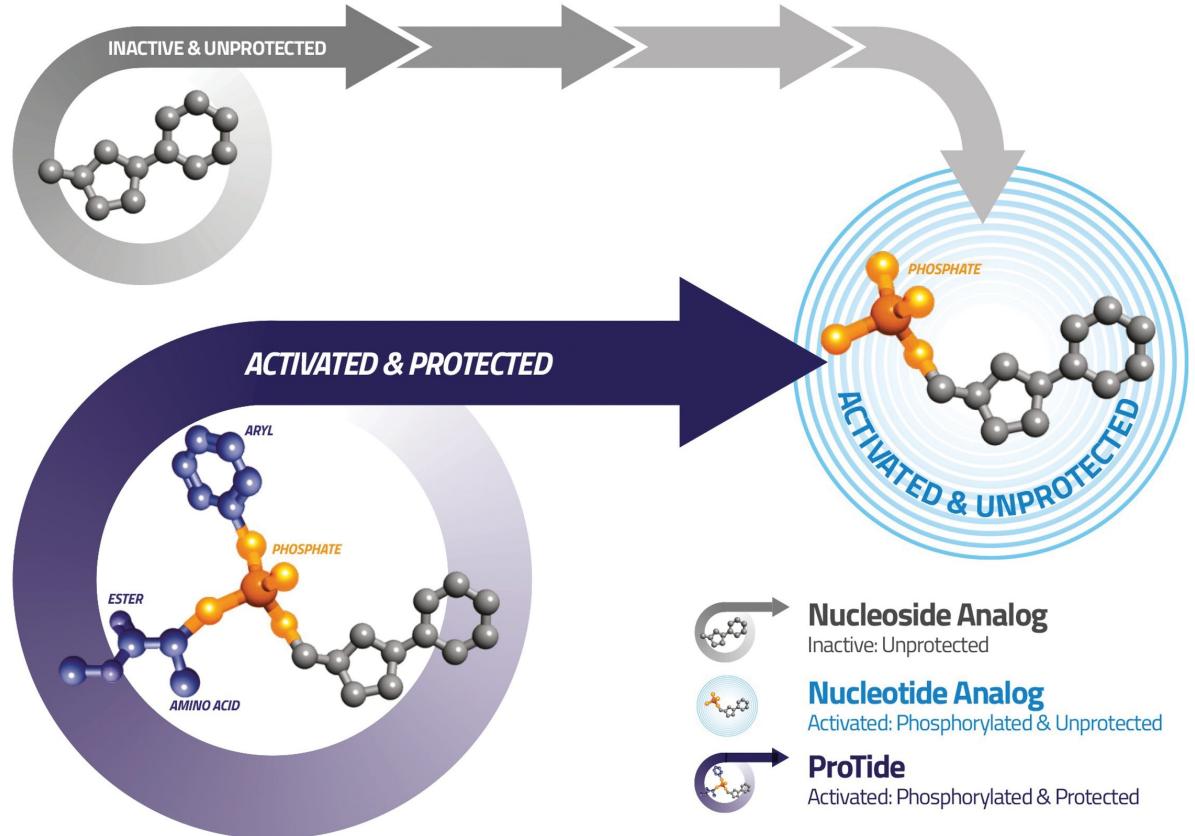 INACTIVE & UNPROTECTED
PHOSPHATE
ACTIVATED & PROTECTED
ACTIVATED & UNPROTECTED
ARYL
PHOSPHATE
ESTER
AMINO ACID
Nucleoside Analog
Inactive: Unprotected
Nucleotide Analog
Activated: Phosphorylated & Unprotected
ProTide
Activated: Phosphorylated & Protected